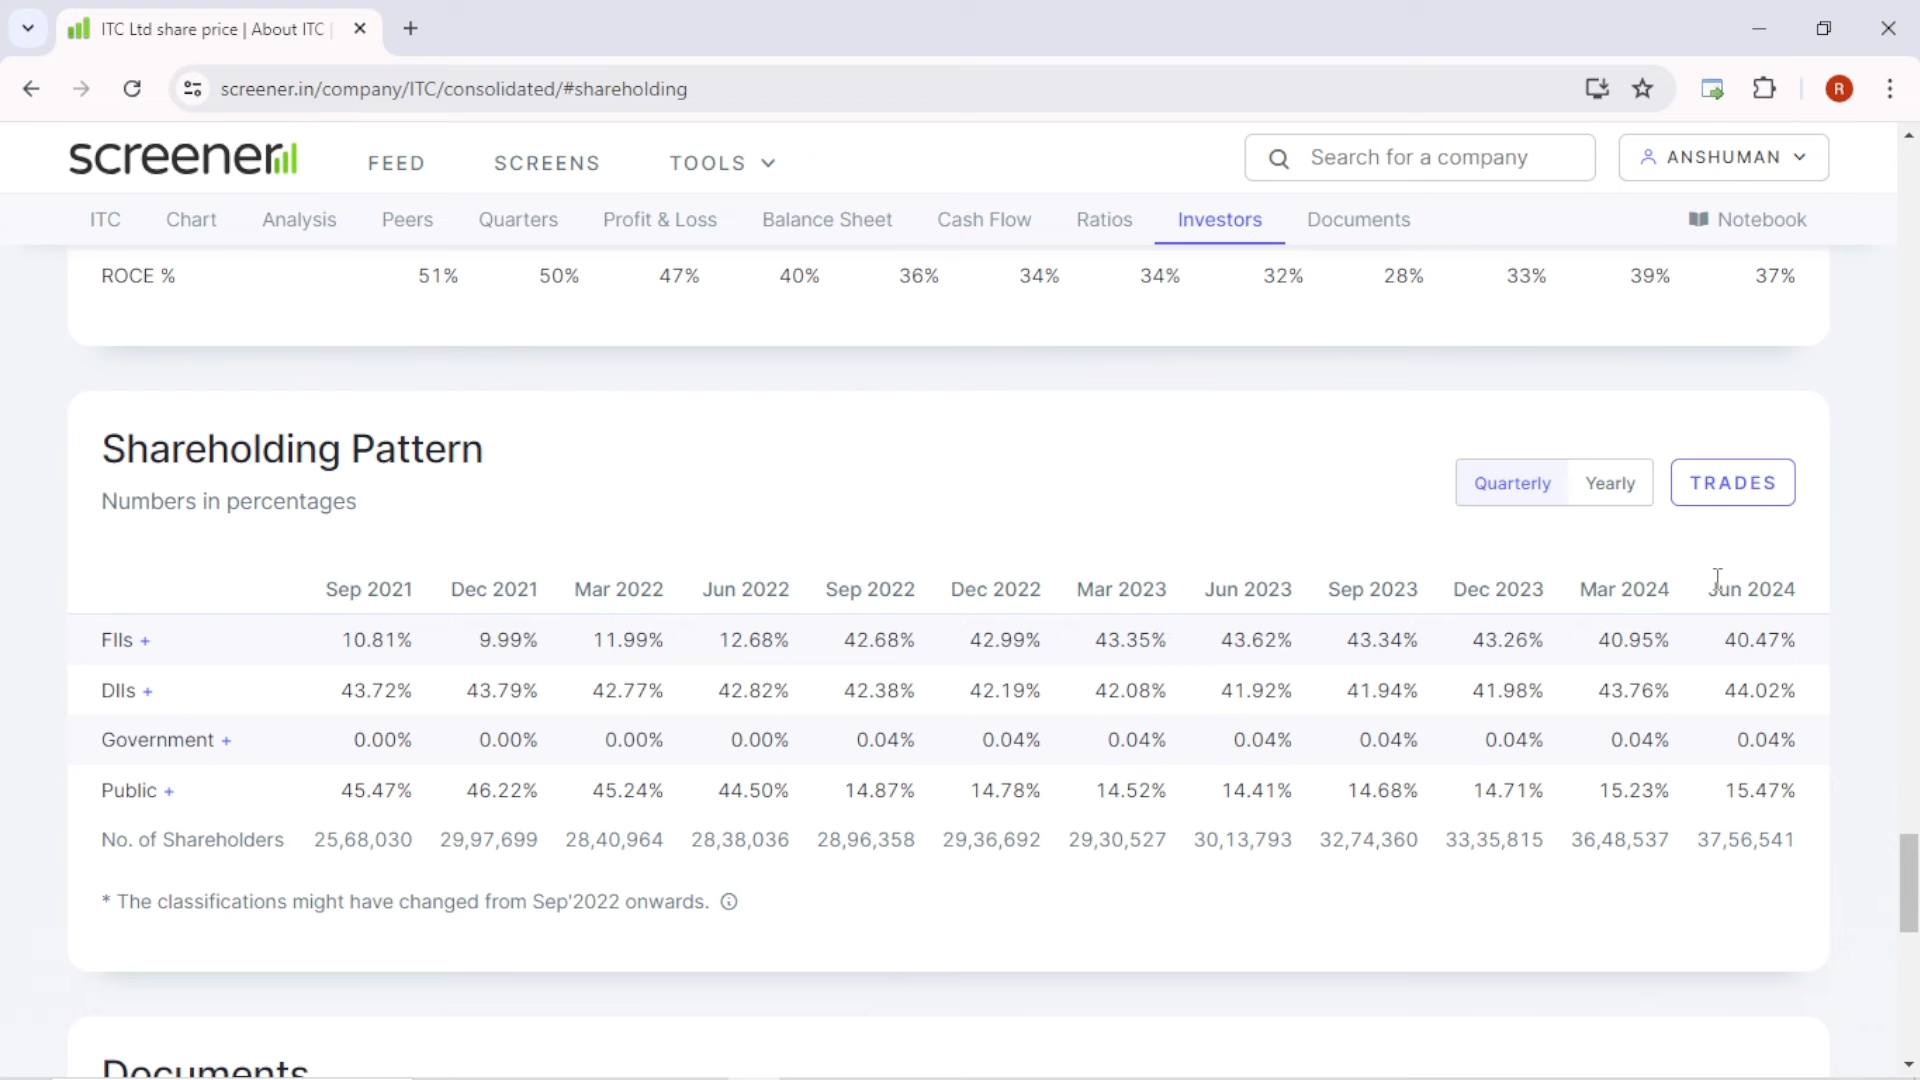 ITC Ltd share price | About ITC |
screener.in/company/ITC/consolidated/#shareholding
R
screener
FEED SCREENS TOOLS
Search for a company
ANSHUMAN
ITC Chart Analysis Peers Quarters Profit & Loss Balance Sheet Cash Flow Ratios Investors Documents Notebook
ROCE % 51% 50% 47% 40% 36% 34% 34% 32% 28% 33% 39% 37%
Shareholding Pattern
Numbers in percentages
Quarterly Yearly TRADES
Sep 2021 Dec 2021 Mar 2022 Jun 2022 Sep 2022 Dec 2022 Mar 2023 Jun 2023 Sep 2023 Dec 2023 Mar 2024 Jun 2024
FIIs + 10.81% 9.99% 11.99% 12.68% 42.68% 42.99% 43.35% 43.62% 43.34% 43.26% 40.95% 40.47%
DIIs + 43.72% 43.79% 42.77% 42.82% 42.38% 42.19% 42.08% 41.92% 41.94% 41.98% 43.76% 44.02%
Government + 0.00% 0.00% 0.00% 0.00% 0.04% 0.04% 0.04% 0.04% 0.04% 0.04% 0.04% 0.04%
Public + 45.47% 46.22% 45.24% 44.50% 14.87% 14.78% 14.52% 14.41% 14.68% 14.71% 15.23% 15.47%
No. of Shareholders 25,68,030 29,97,699 28,40,964 28,38,036 28,96,358 29,36,692 29,30,527 30,13,793 32,74,360 33,35,815 36,48,537 37,56,541
* The classifications might have changed from Sep'2022 onwards.
Documents